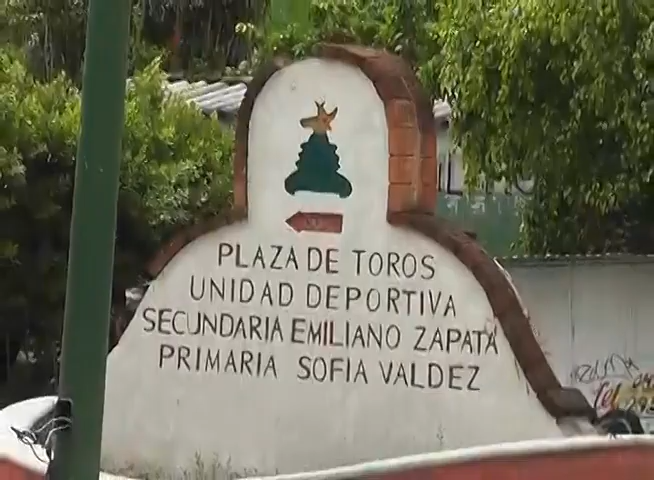 PLAZA DE TOROS
UNIDAD DEPORTIVA
SECUNDARIA EMILIANO ZAPATA
PRIMARIA SOFIA VALDEZ